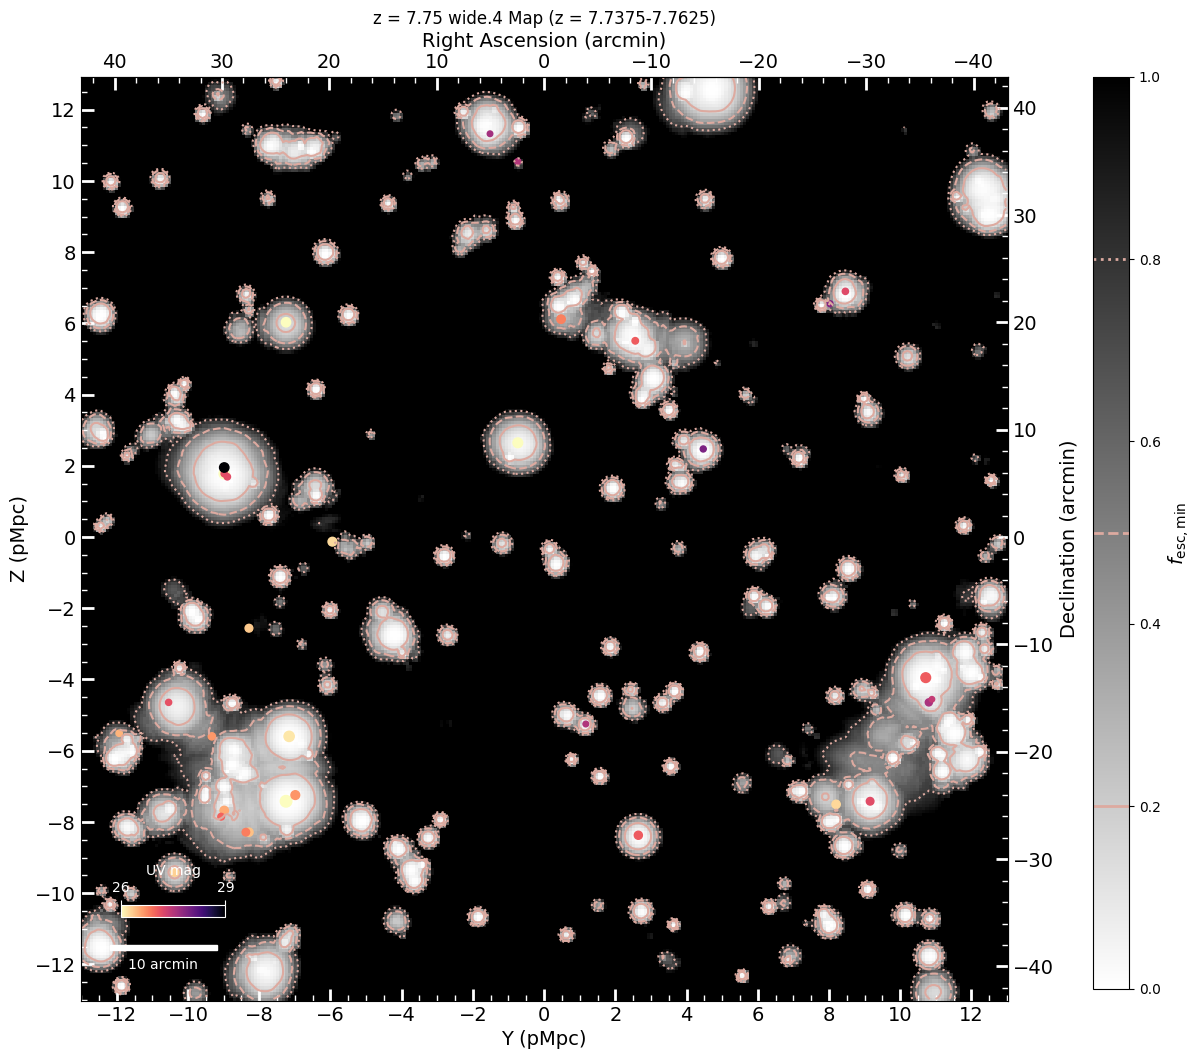 z = 7.75 wide.4 Map (z = 7.7375-7.7625)
Right Ascension (arcmin)
40 30 20 10 0 −10 −20 −30 −40
12
10
8
6
4
2
0
−2
−4
−6
−8
−10
−12
Z (pMpc)
40
30
20
10
0
−10
−20
−30
−40
Declination (arcmin)
1.0
0.8
0.6
0.4
0.2
0.0
f_esc,min
UV mag
26 29
10 arcmin
−12 −10 −8 −6 −4 −2 0 2 4 6 8 10 12
Y (pMpc)